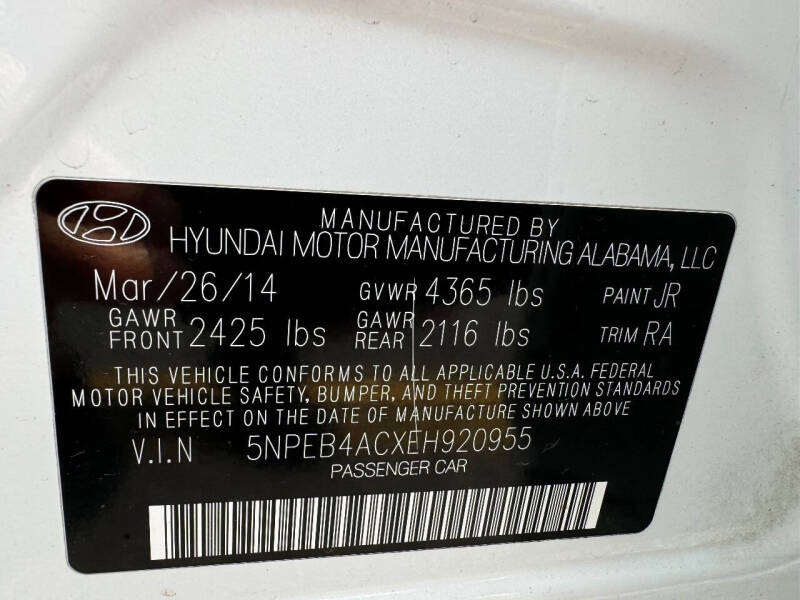 MANUFACTURED BY
HYUNDAI MOTOR MANUFACTURING ALABAMA, LLC
Mar/26/14 GVWR 4365 lbs PAINT JR
GAWR FRONT 2425 lbs GAWR REAR 2116 lbs TRIM RA
THIS VEHICLE CONFORMS TO ALL APPLICABLE U.S.A. FEDERAL
MOTOR VEHICLE SAFETY, BUMPER, AND THEFT PREVENTION STANDARDS
IN EFFECT ON THE DATE OF MANUFACTURE SHOWN ABOVE
V.I.N 5NPEB4ACXEH920955
PASSENGER CAR